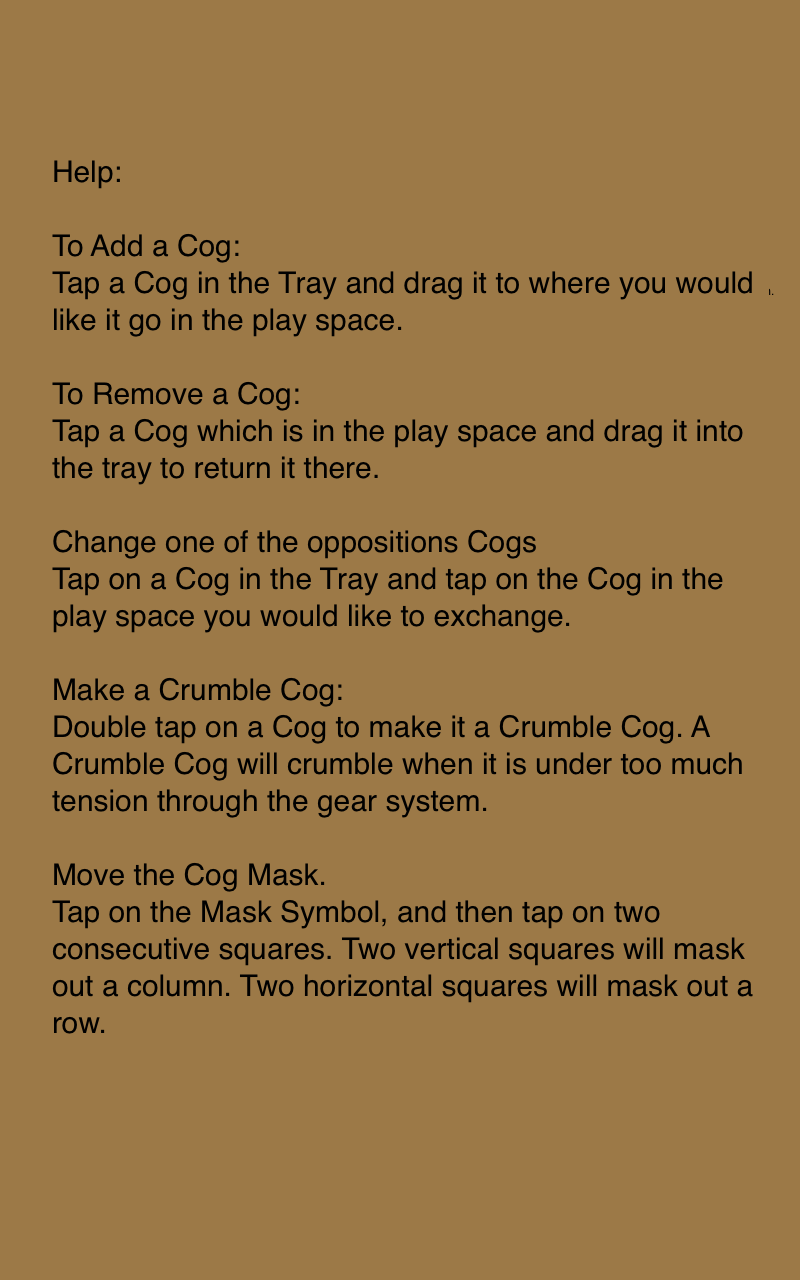 Help:
To Add a Cog:
Tap a Cog in the Tray and drag it to where you would
like it go in the play space.
To Remove a Cog:
Tap a Cog which is in the play space and drag it into
the tray to return it there.
Change one of the oppositions Cogs
Tap on a Cog in the Tray and tap on the Cog in the
play space you would like to exchange.
Make a Crumble Cog:
Double tap on a Cog to make it a Crumble Cog. A
Crumble Cog will crumble when it is under too much
tension through the gear system.
Move the Cog Mask.
Tap on the Mask Symbol, and then tap on two
consecutive squares. Two vertical squares will mask
out a column. Two horizontal squares will mask out a
row.